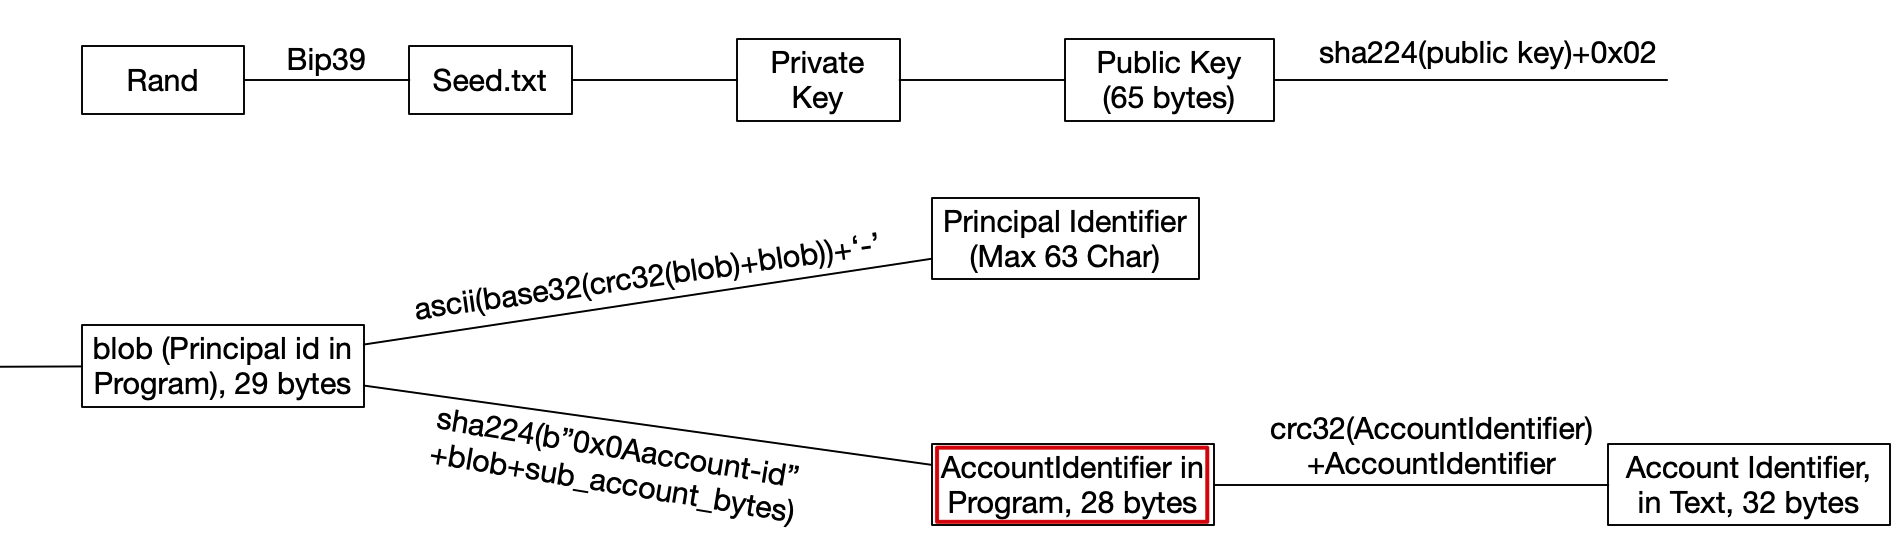 Rand
Bip39
Seed.txt
Private
Key
Public Key
(65 bytes)
sha224(public key)+0x02
blob (Principal id in
Program), 29 bytes
ascii(base32(crc32(blob)+blob))+‘-’
Principal Identifier
(Max 63 Char)
sha224(b”0x0Aaccount-id”
+blob+sub_account_bytes)
AccountIdentifier in
Program, 28 bytes
crc32(AccountIdentifier)
+AccountIdentifier
Account Identifier,
in Text, 32 bytes